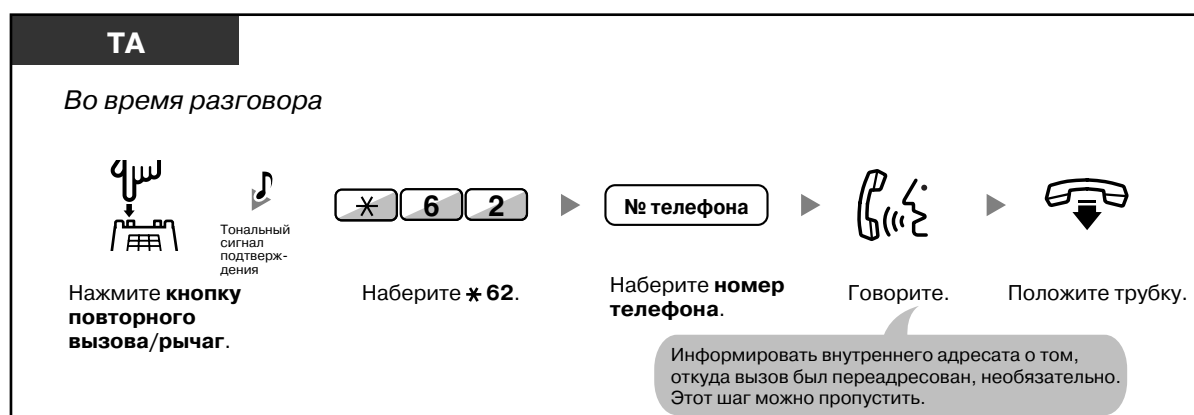 ТА
Во время разговора
Тональный
сигнал
подтверж-
дения
* 6 2
№ телефона
Нажмите кнопку
повторного
вызова/рычаг.
Наберите * 62.
Наберите номер
телефона.
Говорите.
Положите трубку.
Информировать внутреннего адресата о том,
откуда вызов был переадресован, необязательно.
Этот шаг можно пропустить.